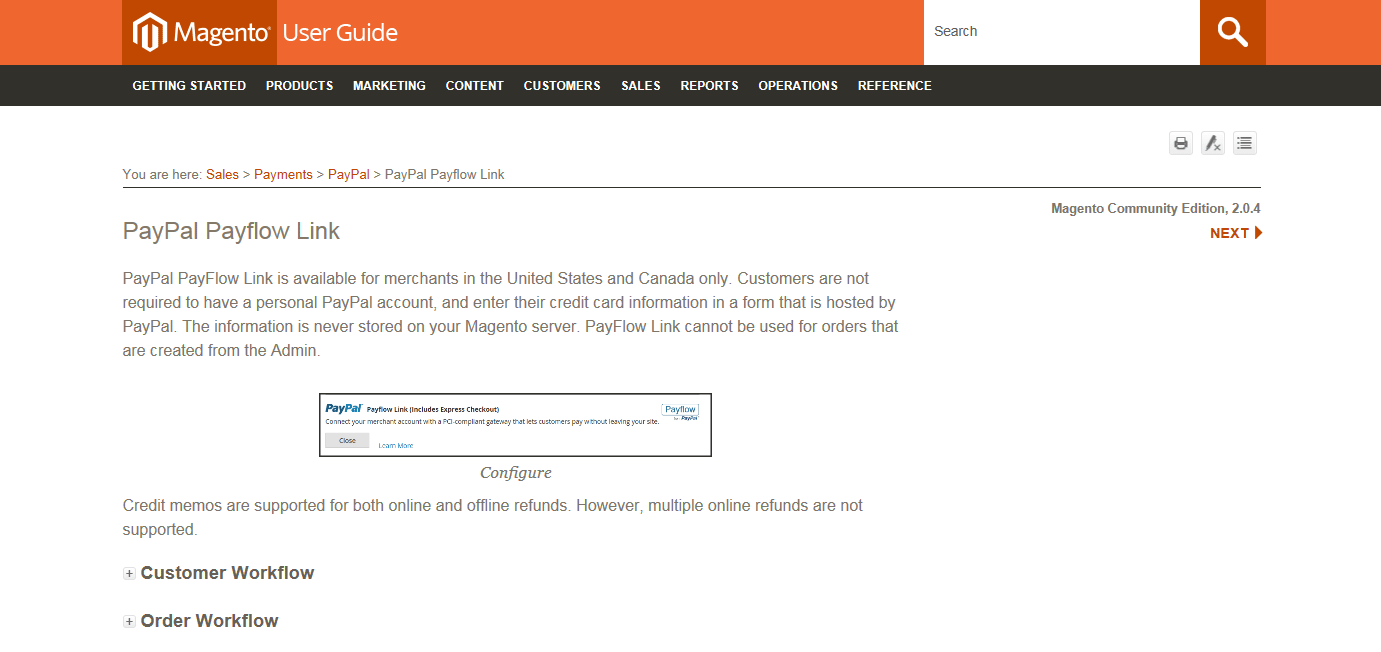 Magento User Guide
Search
GETTING STARTED PRODUCTS MARKETING CONTENT CUSTOMERS SALES REPORTS OPERATIONS REFERENCE
You are here: Sales > Payments > PayPal > PayPal Payflow Link
Magento Community Edition, 2.0.4
NEXT
PayPal Payflow Link
PayPal PayFlow Link is available for merchants in the United States and Canada only. Customers are not
required to have a personal PayPal account, and enter their credit card information in a form that is hosted by
PayPal. The information is never stored on your Magento server. PayFlow Link cannot be used for orders that
are created from the Admin.
PayPal Payflow Link (Includes Express Checkout)
Payflow
by PayPal
Connect your merchant account with a PCI-compliant gateway that lets customers pay without leaving your site.
Close Learn More
Configure
Credit memos are supported for both online and offline refunds. However, multiple online refunds are not
supported.
Customer Workflow
Order Workflow